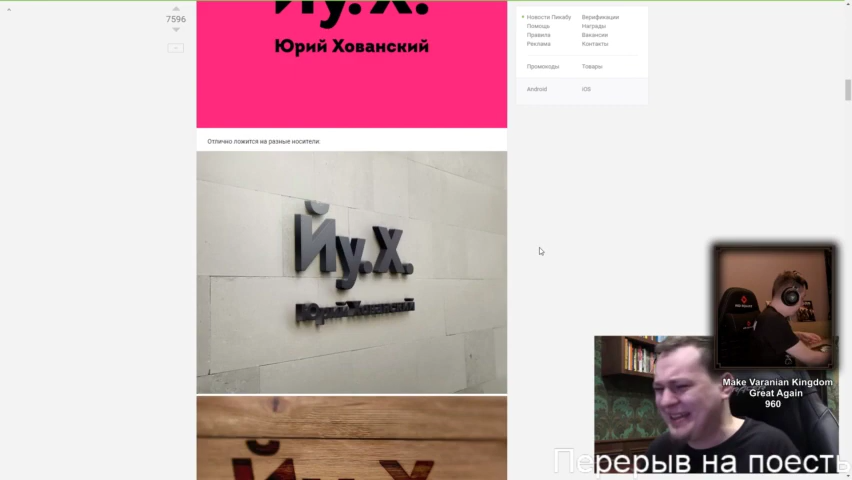 7596
Йу.Х.
Юрий Хованский
Отлично ложится на разные носители:
Йу.Х.
Юрий Хованский
Йу.Х
Новости Пикабу Верификации
Помощь Награды
Правила Вакансии
Реклама Контакты
Промокоды Товары
Android iOS
Make Varanian Kingdom
Great Again
960
Перерыв на поесть